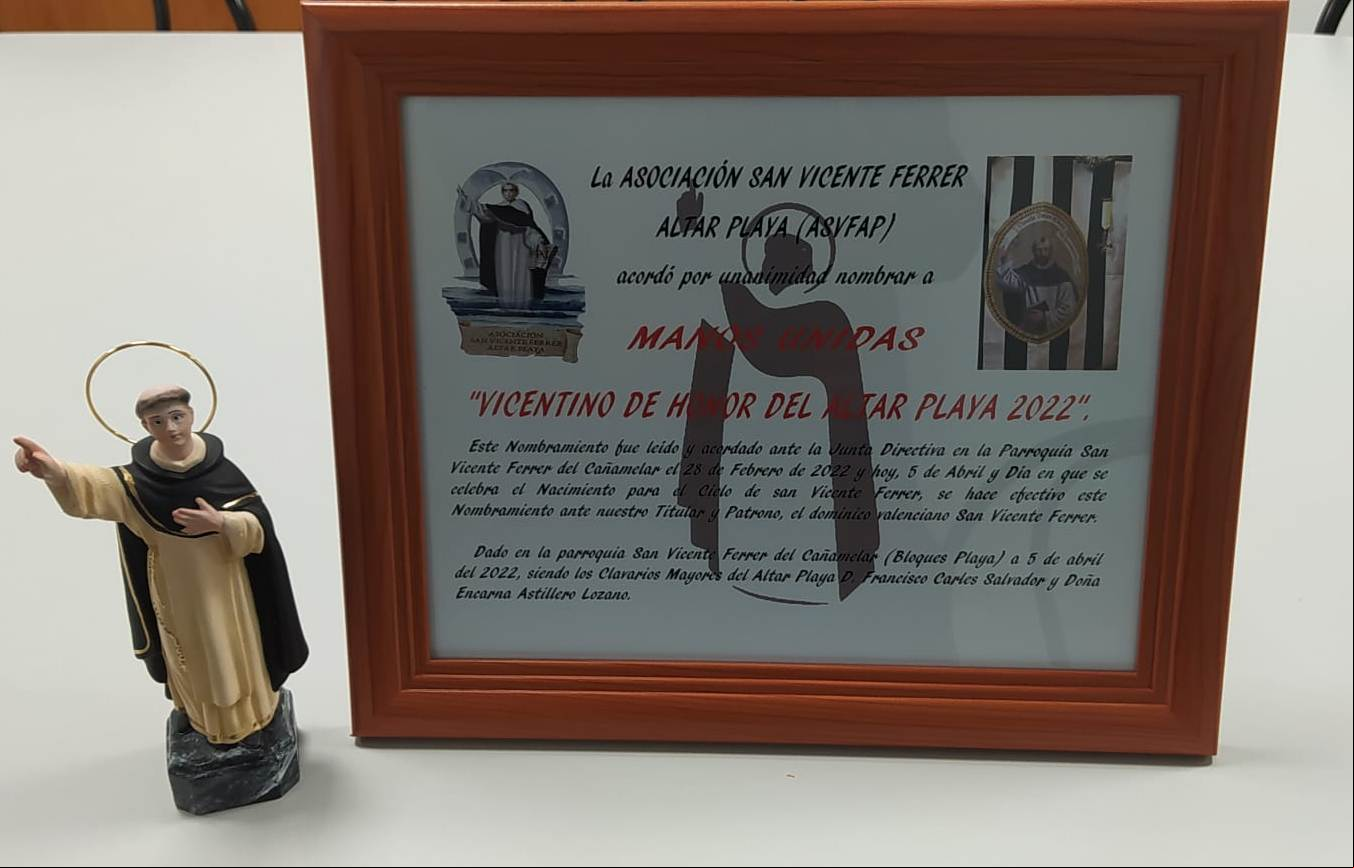 La ASOCIACIÓN SAN VICENTE FERRER
ALTAR PLAYA (ASVFAP)
acordó por unanimidad nombrar a
MANOS UNIDAS
"VICENTINO DE HONOR DEL ALTAR PLAYA 2022".
Este Nombramiento fue leído y acordado ante la Junta Directiva en la Parroquia San
Vicente Ferrer del Cañamelar el 28 de Febrero de 2022 y hoy, 5 de Abril y Día en que se
celebra el Nacimiento para el Cielo de san Vicente Ferrer, se hace efectivo este
Nombramiento ante nuestro Titular y Patrono, el dominico valenciano San Vicente Ferrer.
Dado en la parroquia San Vicente Ferrer del Cañamelar (Bloques Playa) a 5 de abril
del 2022, siendo los Clavarios Mayores del Altar Playa D. Francisco Carles Salvador y Doña
Encarna Astillero Lozano.
ASOCIACIÓN
SAN VICENTE FERRER
ALTAR PLAYA